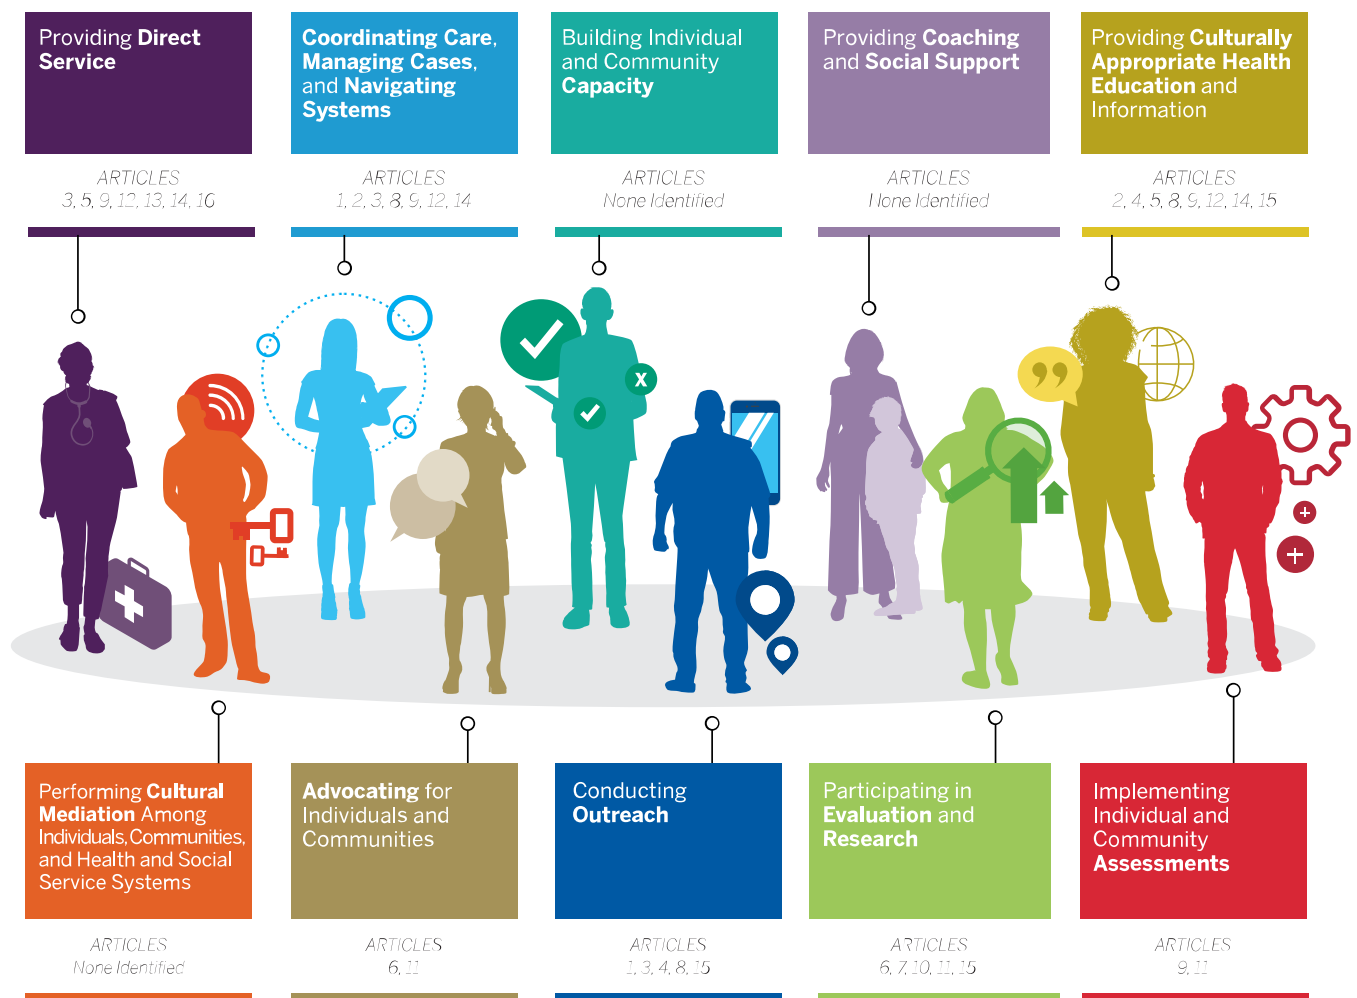 Providing Direct
Service
Coordinating Care,
Managing Cases,
and Navigating
Systems
Building Individual
and Community
Capacity
Providing Coaching
and Social Support
Providing Culturally
Appropriate Health
Education and
Information
ARTICLES
3, 5, 9, 12, 13, 14, 16
ARTICLES
1, 2, 3, 8, 9, 12, 14
ARTICLES
None Identified
ARTICLES
None Identified
ARTICLES
2, 4, 5, 8, 9, 12, 14, 15
X
Performing Cultural
Mediation Among
Individuals, Communities,
and Health and Social
Service Systems
Advocating for
Individuals and
Communities
Conducting
Outreach
Participating in
Evaluation and
Research
Implementing
Individual and
Community
Assessments
ARTICLES
None Identified
ARTICLES
6, 11
ARTICLES
1, 3, 4, 8, 15
ARTICLES
6, 7, 10, 11, 15
ARTICLES
9, 11